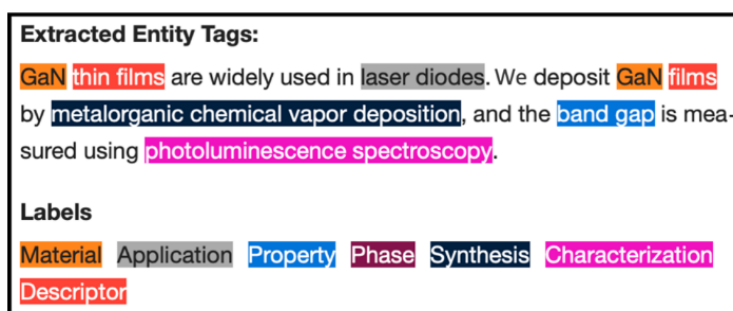 Extracted Entity Tags:
GaN thin films are widely used in laser diodes. We deposit GaN films
by metalorganic chemical vapor deposition, and the band gap is mea-
sured using photoluminescence spectroscopy.
Labels
Material Application Property Phase Synthesis Characterization
Descriptor